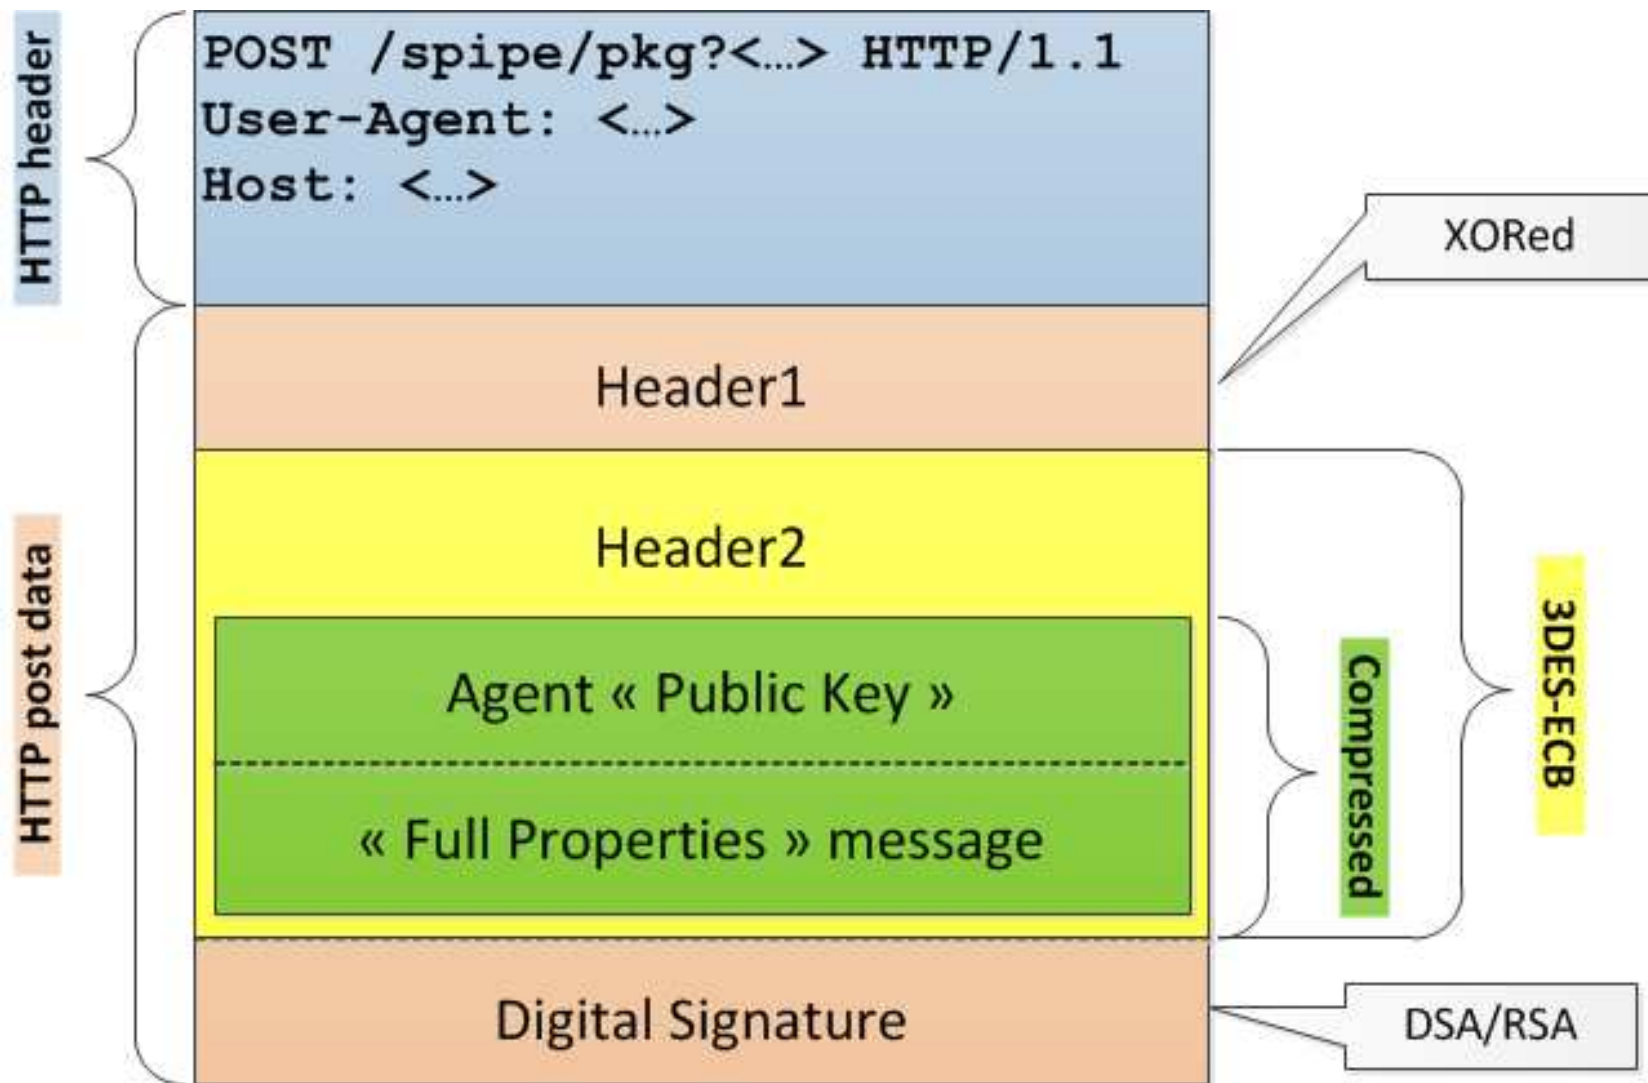 HTTP header
POST /spipe/pkg?<...> HTTP/1.1
User-Agent: <...>
Host: <...>
XORed
HTTP post data
Header1
Header2
Agent « Public Key »
« Full Properties » message
Compressed
3DES-ECB
Digital Signature
DSA/RSA